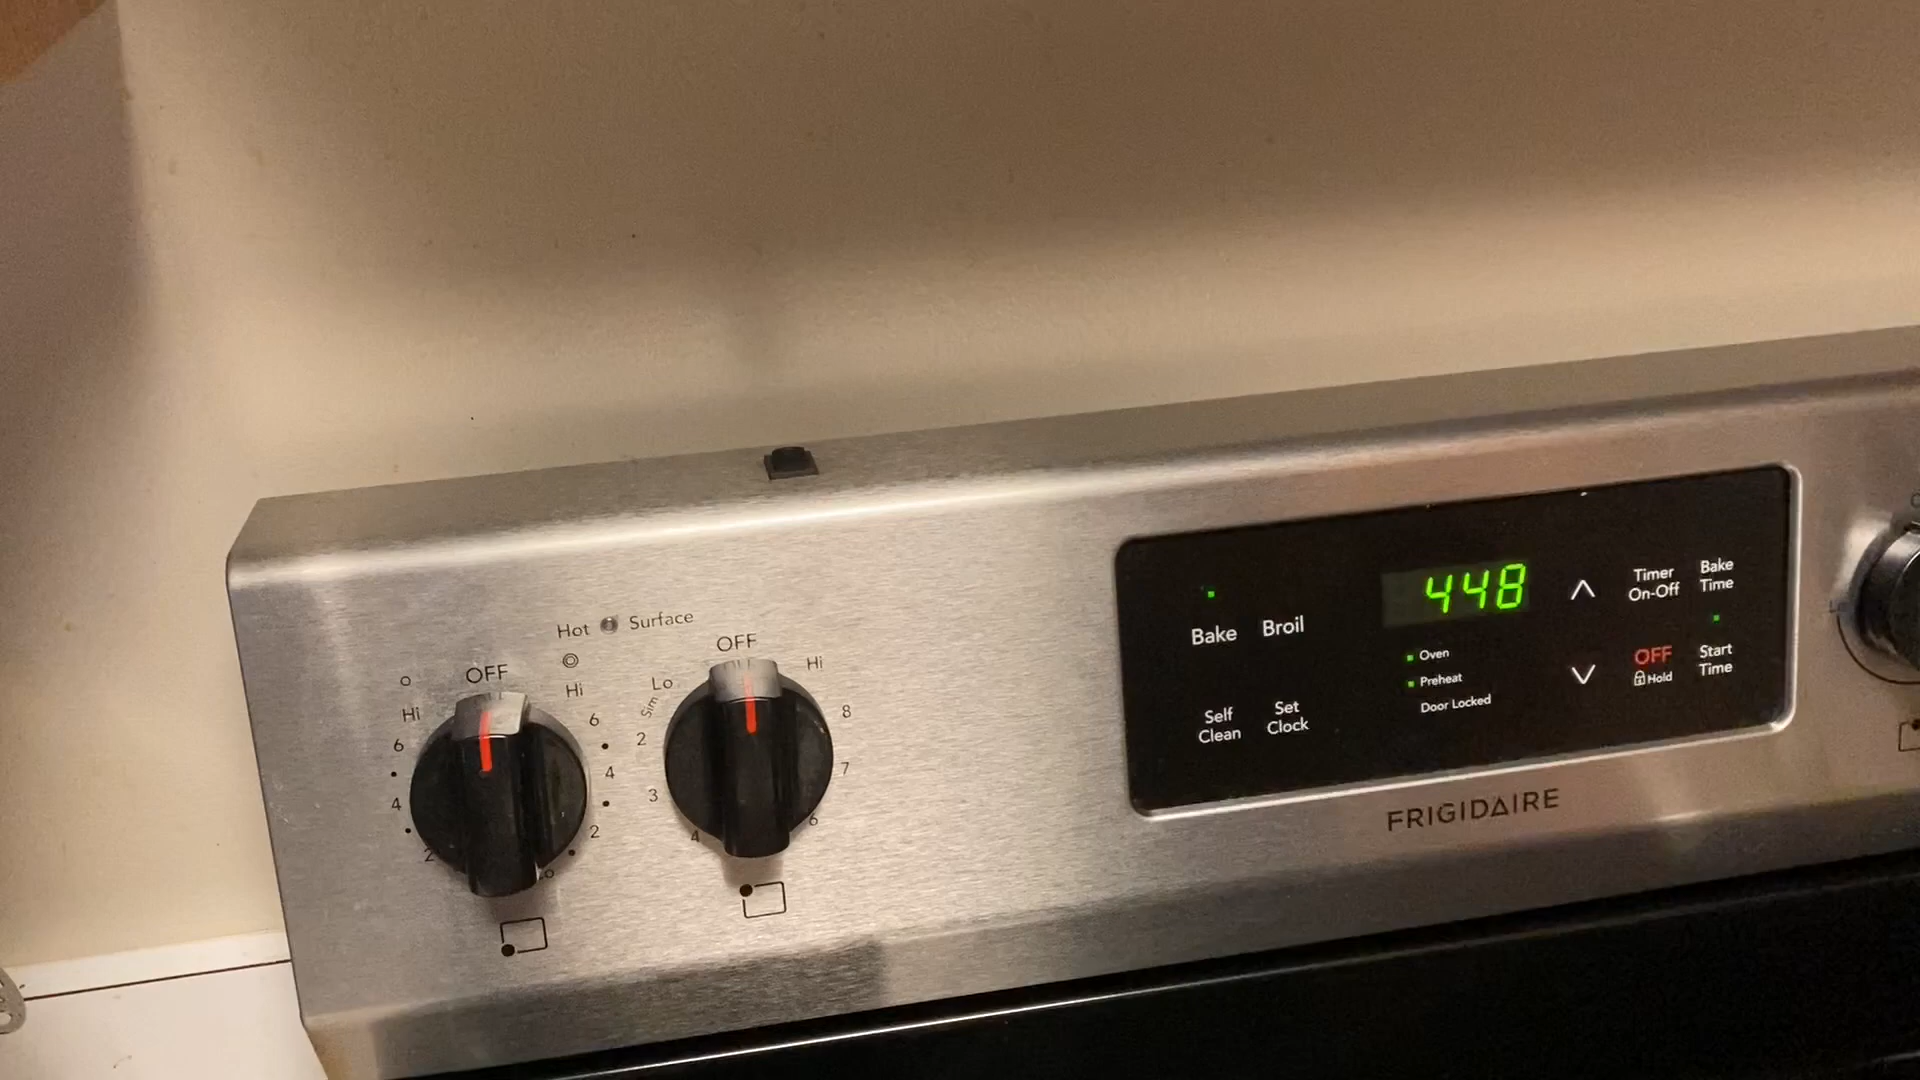 Hot Surface
OFF
Hi
6
4
2
Hi
6
4
2
Lo
OFF
Lo
Sim
2
3
4
Hi
8
7
6
448
Bake
Broil
Self
Clean
Set
Clock
Oven
Preheat
Door Locked
Timer
On-Off
Bake
Time
OFF
Hold
Start
Time
FRIGIDAIRE